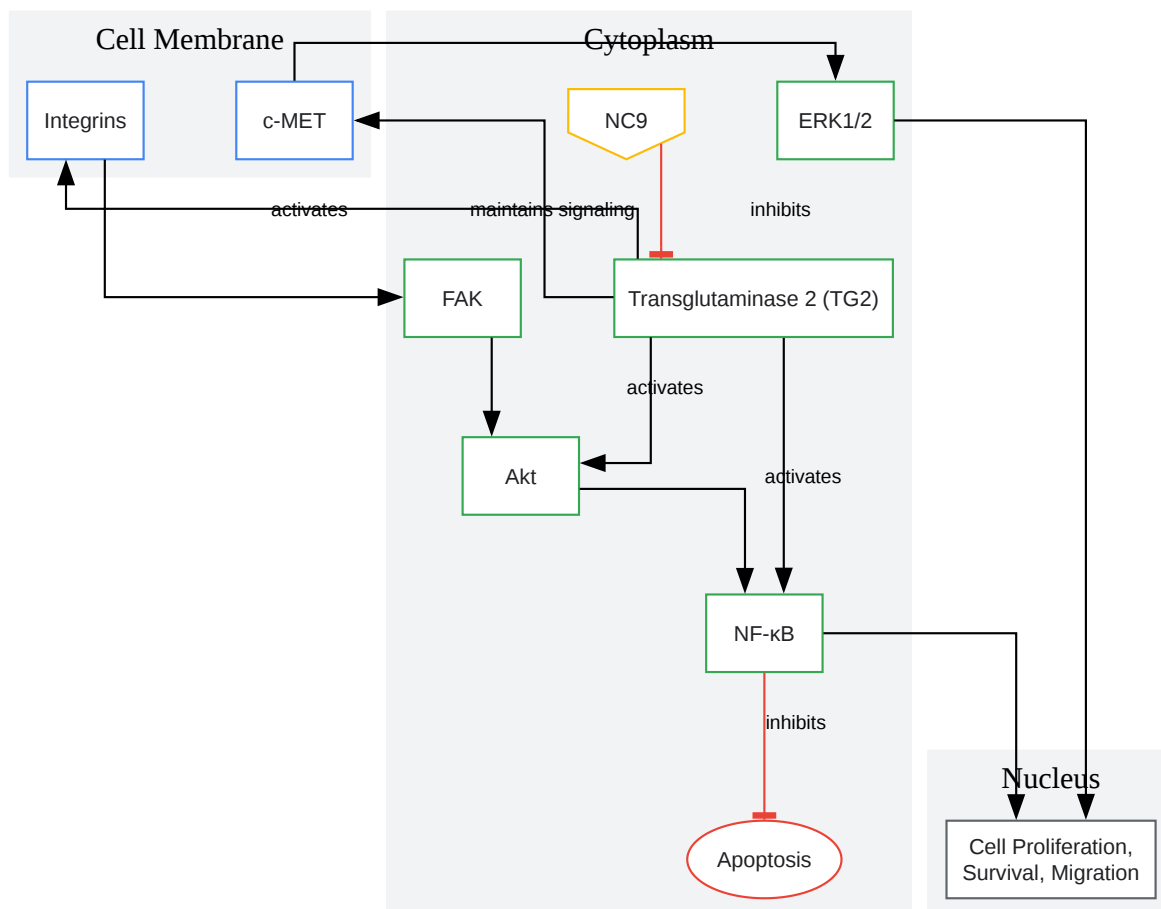 Cell Membrane
Cytoplasm
Integrins
c-MET
NC9
ERK1/2
activates
maintains signaling
inhibits
FAK
Transglutaminase 2 (TG2)
activates
Akt
activates
NF-κB
inhibits
Nucleus
Apoptosis
Cell Proliferation,
Survival, Migration